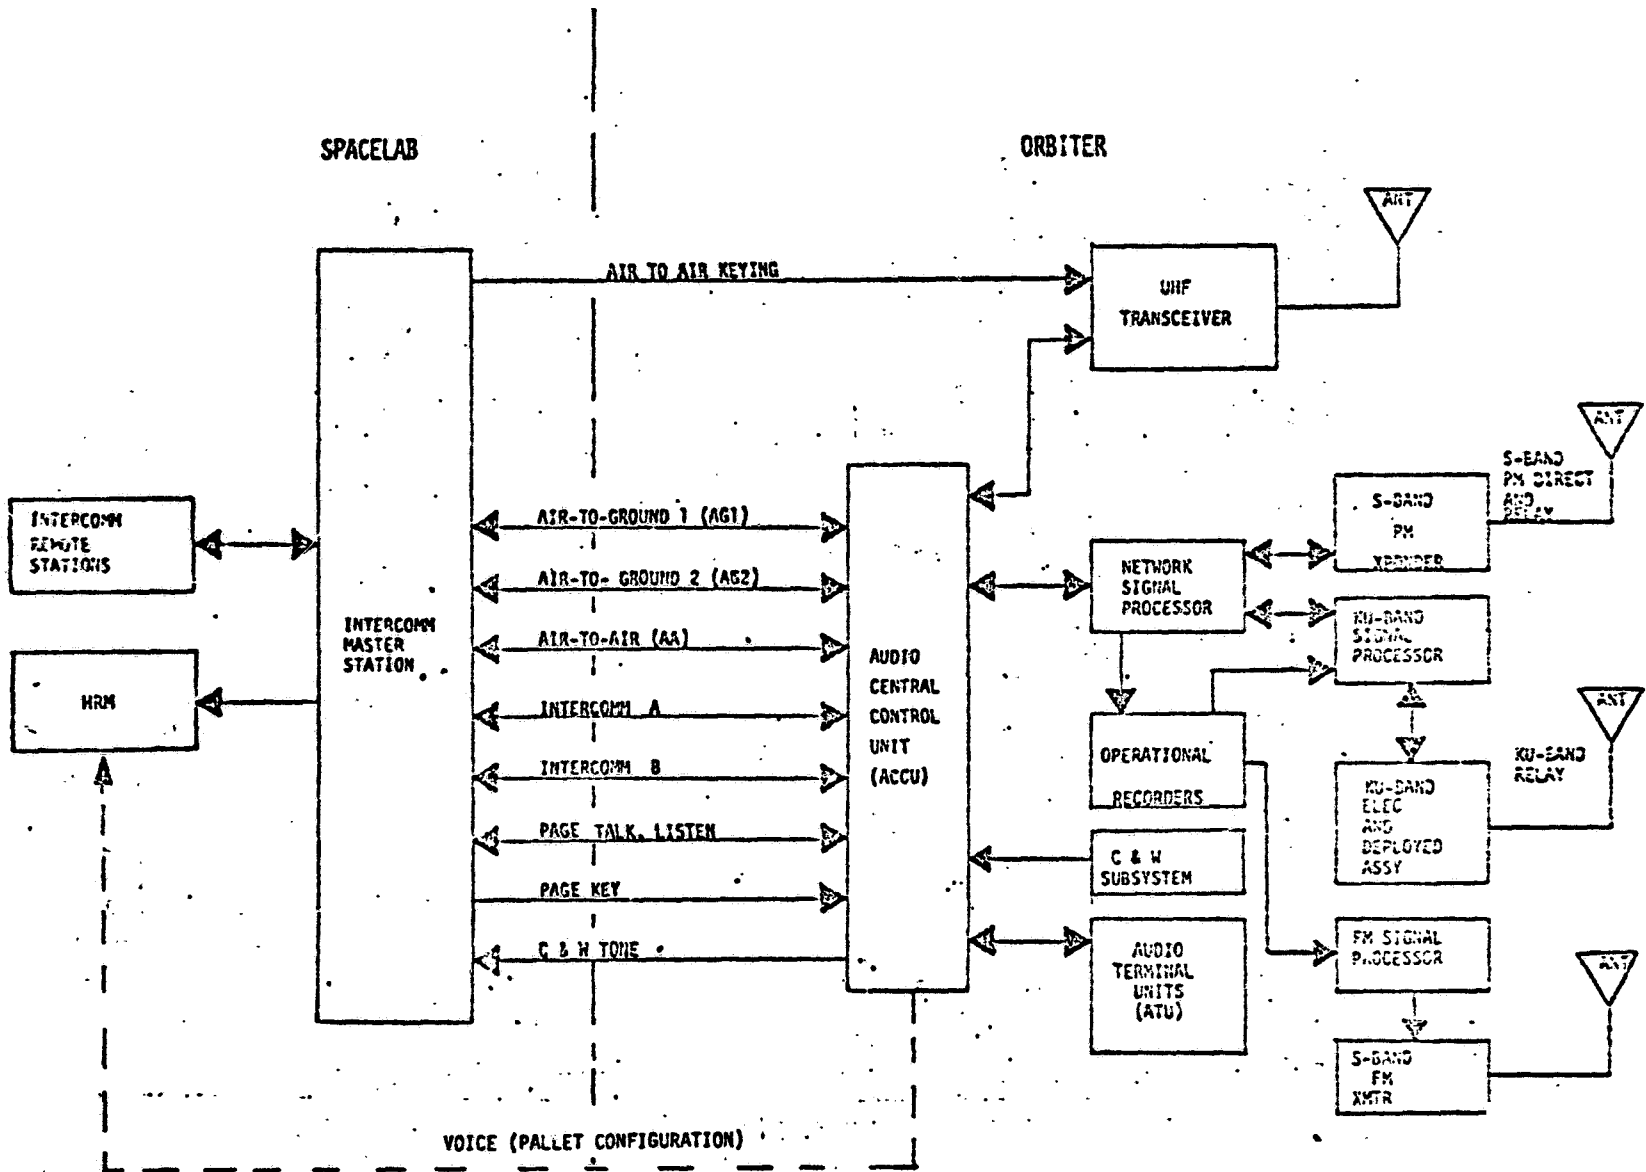 SPACELAB
ORBITER
ANT
AIR TO AIR KEYING
UHF
TRANSCEIVER
ANT
S-BAND
PM DIRECT
AND
RELAY
S-BAND
PM
XPONDER
INTERCOMM
REMOTE
STATIONS
AIR-TO-GROUND 1 (AG1)
AIR-TO- GROUND 2 (AG2)
NETWORK
SIGNAL
PROCESSOR
KU-BAND
SIGNAL
PROCESSOR
INTERCOMM
MASTER
STATION
AIR-TO-AIR (AA)
AUDIO
CENTRAL
CONTROL
UNIT
(ACCU)
HRM
INTERCOMM A
ANT
OPERATIONAL
RECORDERS
KU-BAND
RELAY
INTERCOMM B
KU-BAND
ELEC
AND
DEPLOYED
ASSY
PAGE TALK, LISTEN
C & W
SUBSYSTEM
PAGE KEY
C & W TONE
AUDIO
TERMINAL
UNITS
(ATU)
FM SIGNAL
PROCESSOR
ANT
S-BAND
FM
XMTR
VOICE (PALLET CONFIGURATION)